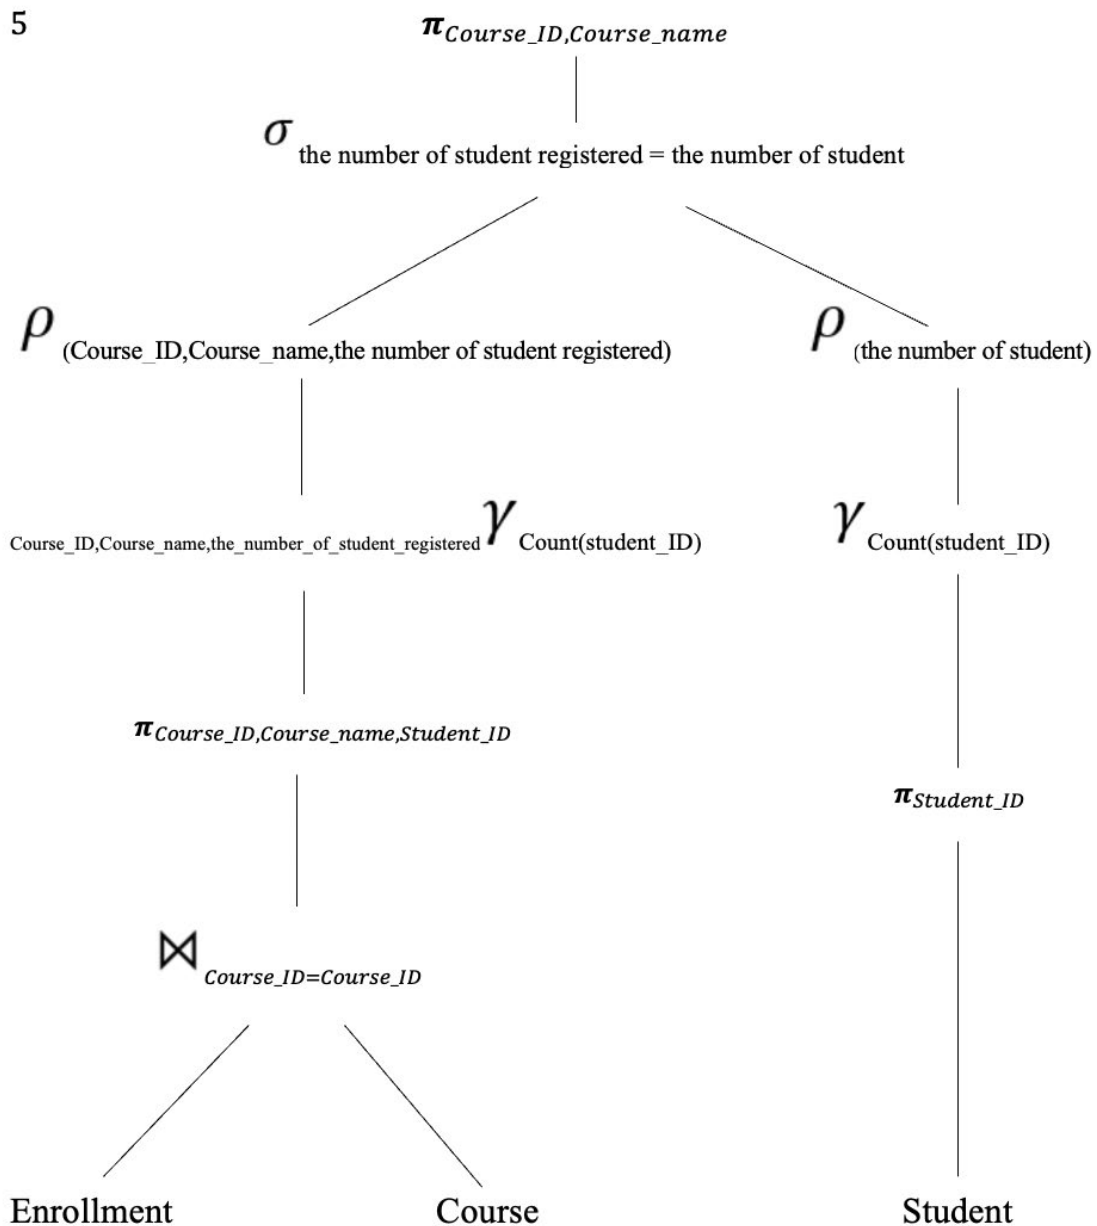 5
π Course_ID,Course_name
σ the number of student registered = the number of student
ρ (Course_ID,Course_name,the number of student registered)
ρ (the number of student)
Course_ID,Course_name,the_number_of_student_registered γ Count(student_ID)
γ Count(student_ID)
π Course_ID,Course_name,Student_ID
π Student_ID
⋈ Course_ID=Course_ID
Enrollment
Course
Student